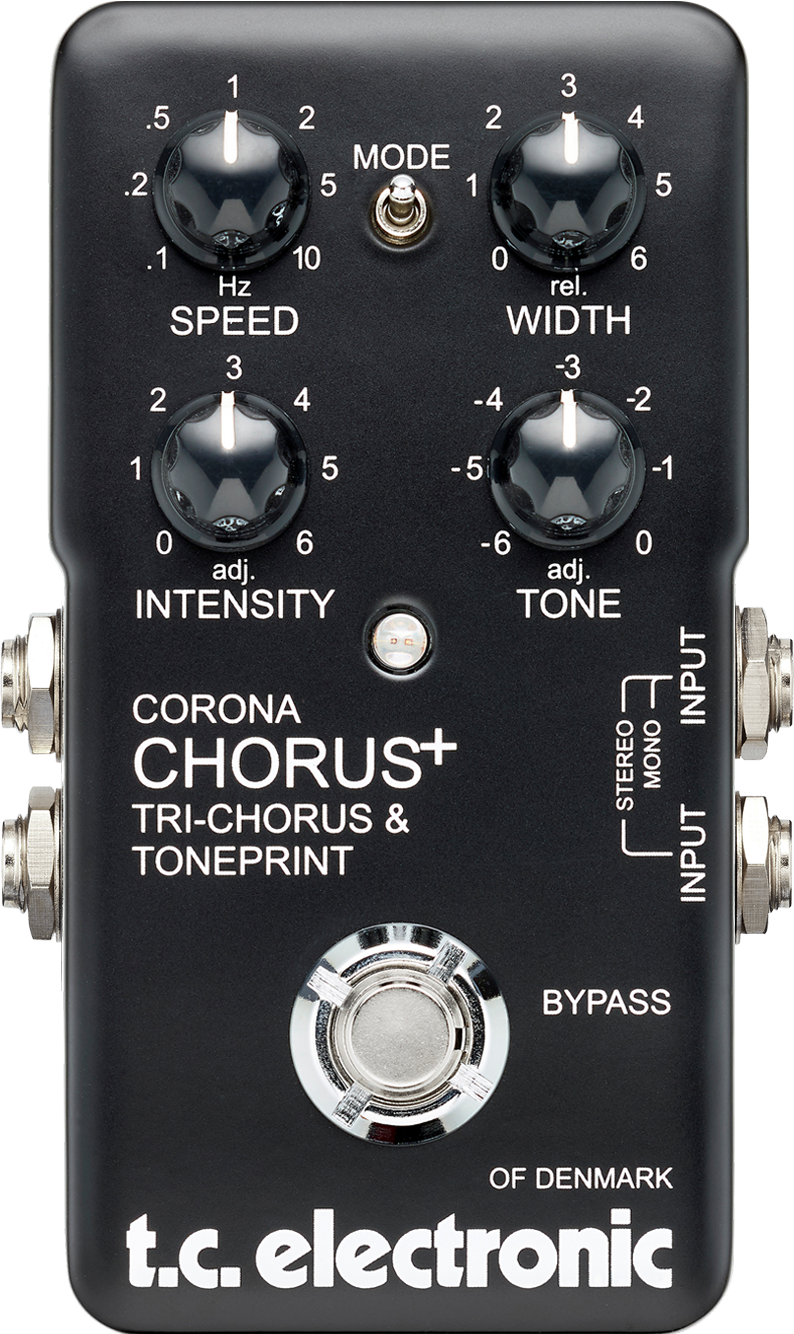 1
.5 2
.2 5
.1 10
Hz
SPEED
MODE
3
2 4
1 5
0 6
rel.
WIDTH
3
2 4
1 5
0 6
adj.
INTENSITY
-3
-4 -2
-5 -1
-6 0
adj.
TONE
CORONA
CHORUS+
TRI-CHORUS &
TONEPRINT
INPUT
STEREO
MONO
INPUT
BYPASS
OF DENMARK
t.c. electronic